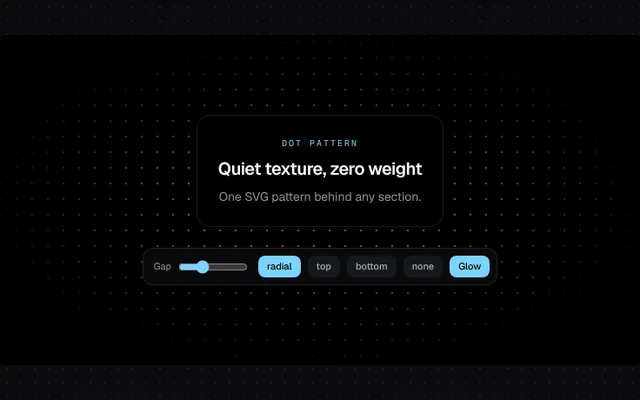 DOT PATTERN
Quiet texture, zero weight
One SVG pattern behind any section.
Gap radial top bottom none Glow